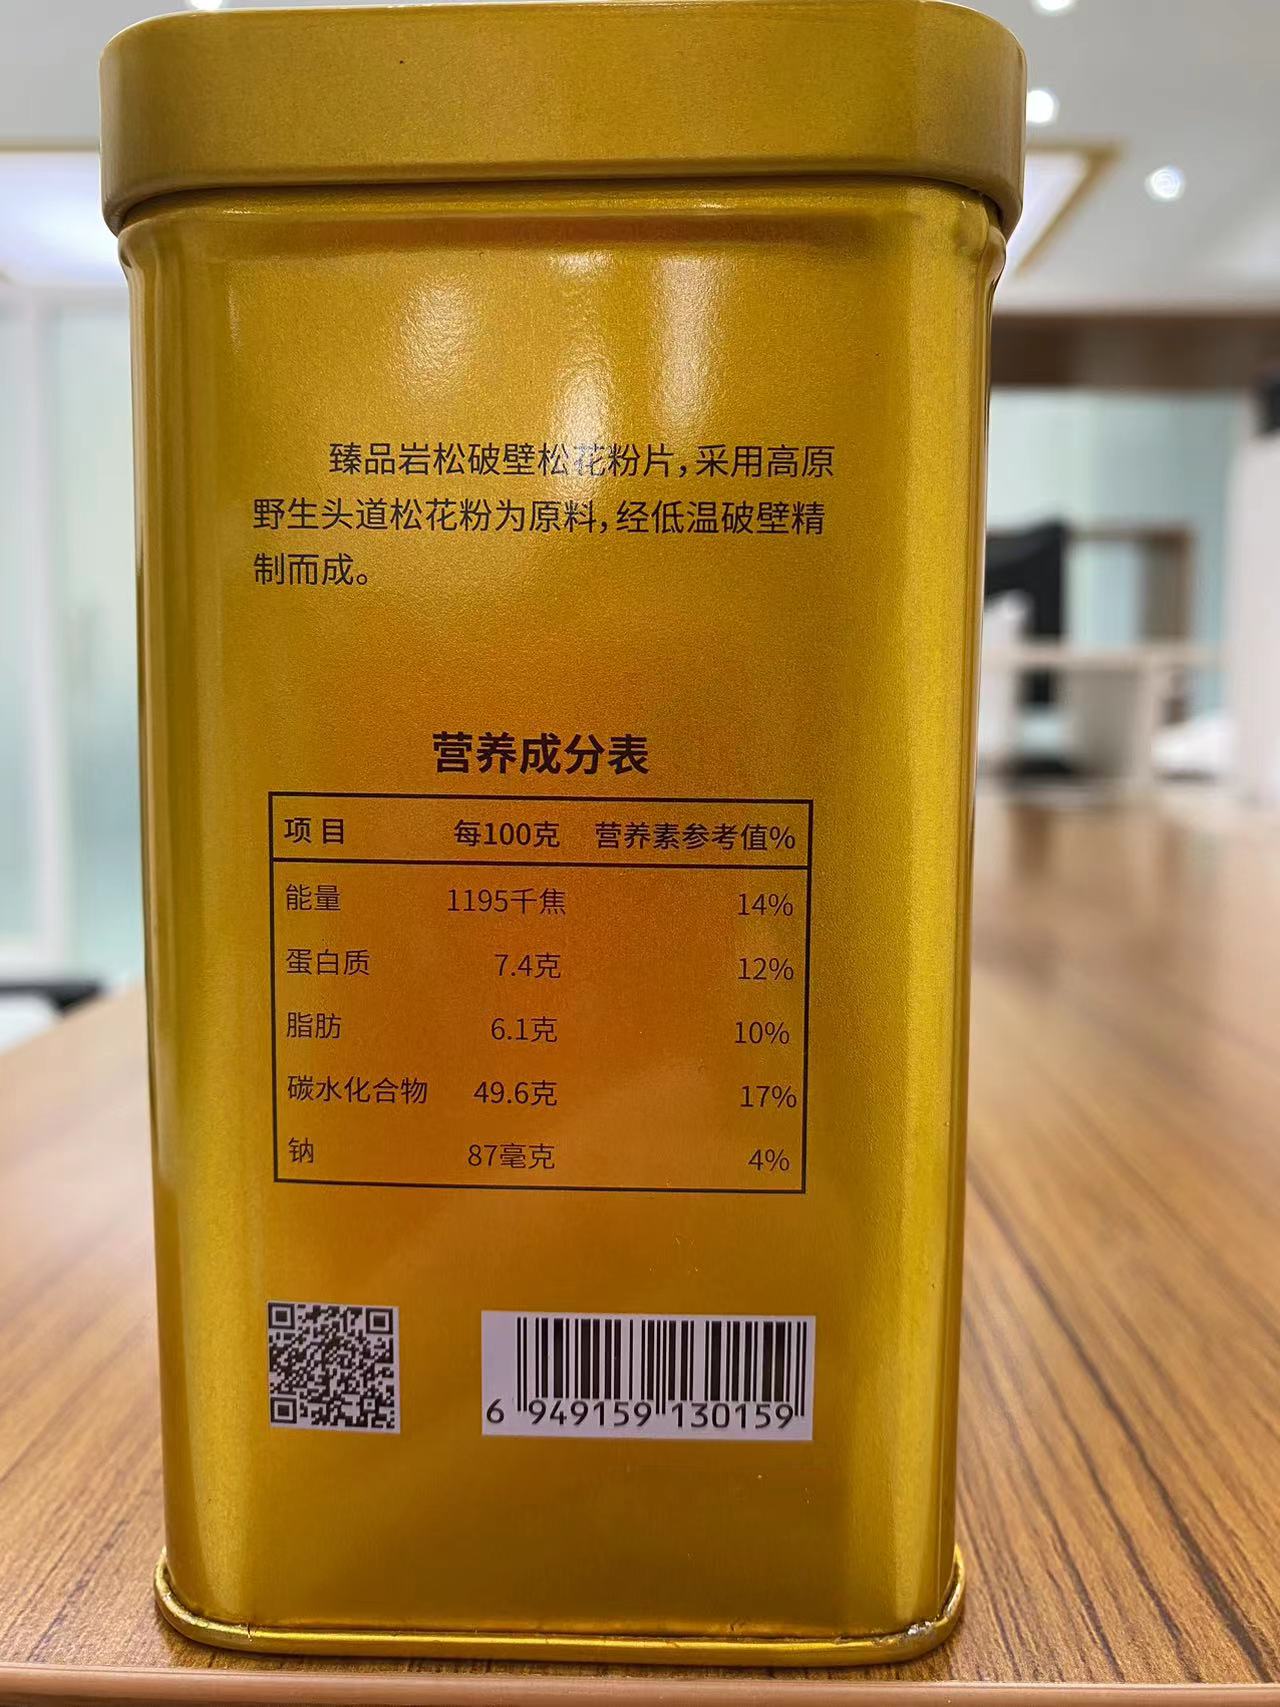 臻品岩松破壁松花粉片，采用高原
野生头道松花粉为原料，经低温破壁精
制而成。
营养成分表
项目 每100克 营养素参考值%
能量 1195千焦 14%
蛋白质 7.4克 12%
脂肪 6.1克 10%
碳水化合物 49.6克 17%
钠 87毫克 4%
6 949159 130159